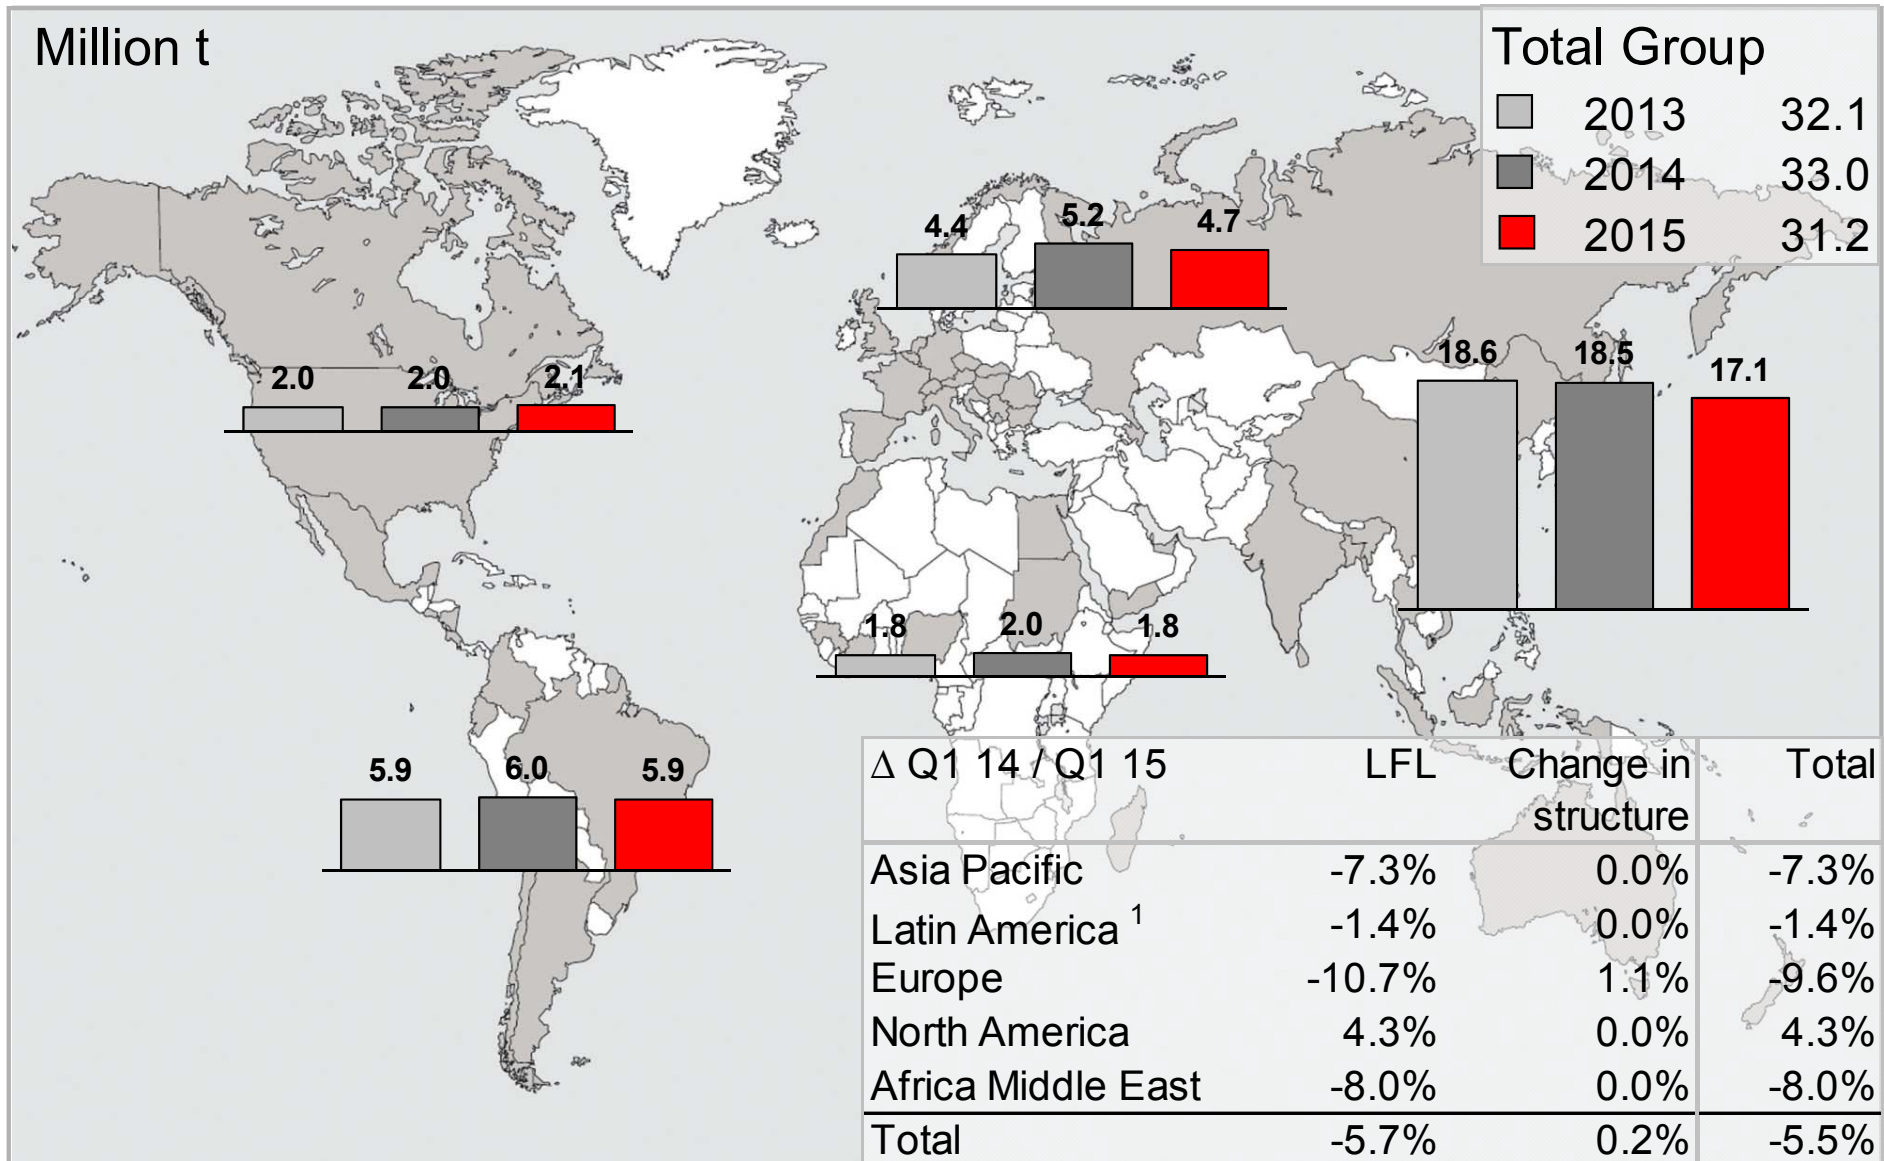 Million t
Total Group
2013 32.1
2014 33.0
2015 31.2
4.4 5.2 4.7
2.0 2.0 2.1
18.6 18.5 17.1
1.8 2.0 1.8
5.9 6.0 5.9
Δ Q1 14 / Q1 15 LFL Change in Total
structure
Asia Pacific -7.3% 0.0% -7.3%
Latin America 1 -1.4% 0.0% -1.4%
Europe -10.7% 1.1% -9.6%
North America 4.3% 0.0% 4.3%
Africa Middle East -8.0% 0.0% -8.0%
Total -5.7% 0.2% -5.5%